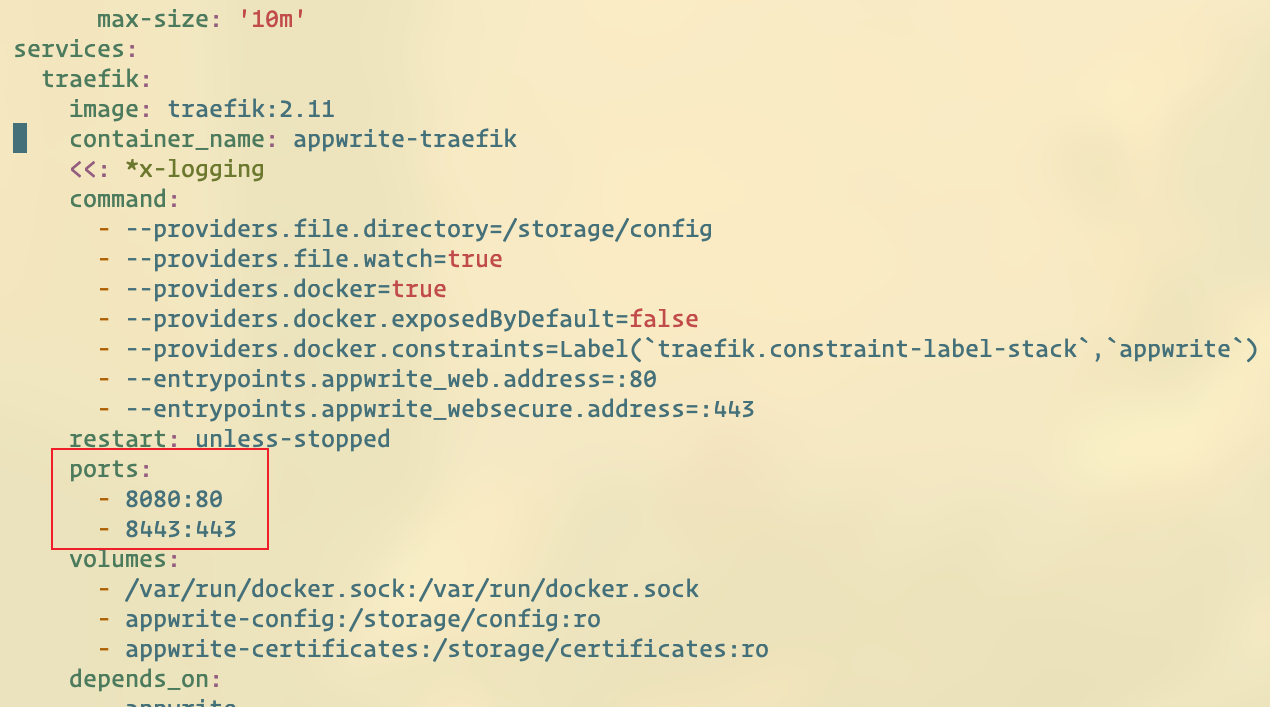 max-size: '10m'
services:
traefik:
image: traefik:2.11
container_name: appwrite-traefik
<<: *x-logging
command:
- --providers.file.directory=/storage/config
- --providers.file.watch=true
- --providers.docker=true
- --providers.docker.exposedByDefault=false
- --providers.docker.constraints=Label(`traefik.constraint-label-stack`,`appwrite`)
- --entrypoints.appwrite_web.address=:80
- --entrypoints.appwrite_websecure.address=:443
restart: unless-stopped
ports:
- 8080:80
- 8443:443
volumes:
- /var/run/docker.sock:/var/run/docker.sock
- appwrite-config:/storage/config:ro
- appwrite-certificates:/storage/certificates:ro
depends_on:
appwrite